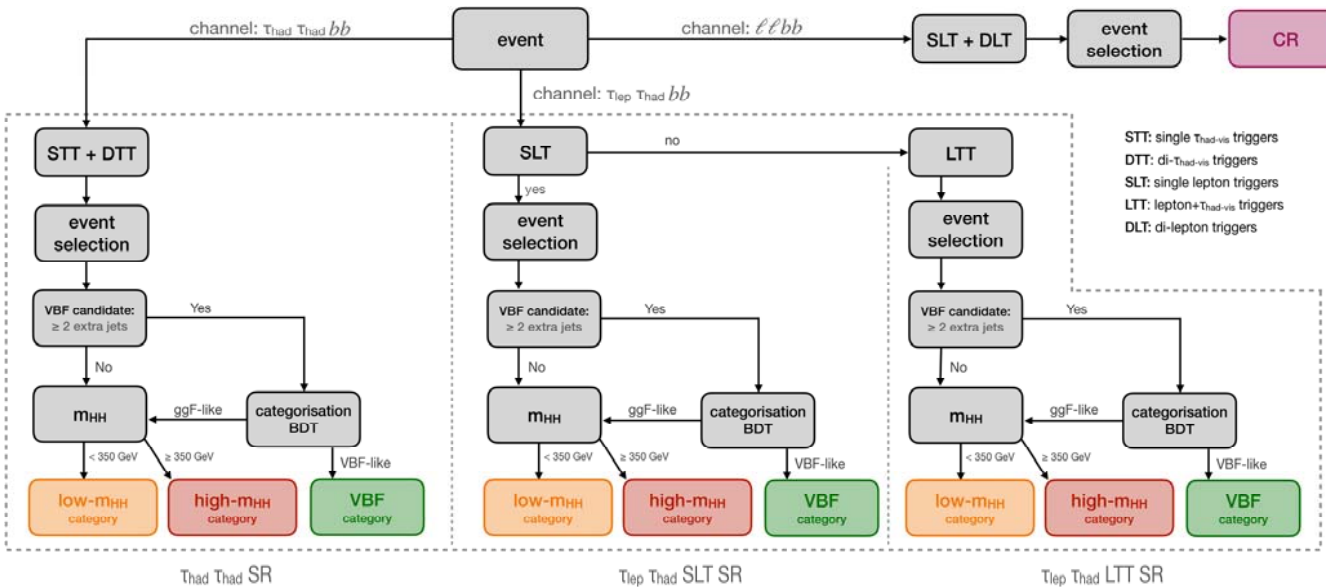 channel: τhad τhad bb
event
channel: ℓℓbb
SLT + DLT
event
selection
CR
channel: τlep τhad bb
STT + DTT
SLT
no
LTT
yes
STT: single τhad-vis triggers
DTT: di-τhad-vis triggers
SLT: single lepton triggers
LTT: lepton+τhad-vis triggers
DLT: di-lepton triggers
event
selection
event
selection
event
selection
VBF candidate:
≥ 2 extra jets
Yes
No
mHH
ggF-like
categorisation
BDT
< 350 GeV
≥ 350 GeV
VBF-like
low-mHH
category
high-mHH
category
VBF
category
VBF candidate:
≥ 2 extra jets
Yes
No
mHH
ggF-like
categorisation
BDT
< 350 GeV
≥ 350 GeV
VBF-like
low-mHH
category
high-mHH
category
VBF
category
VBF candidate:
≥ 2 extra jets
Yes
No
mHH
ggF-like
categorisation
BDT
< 350 GeV
≥ 350 GeV
VBF-like
low-mHH
category
high-mHH
category
VBF
category
τhad τhad SR
τlep τhad SLT SR
τlep τhad LTT SR